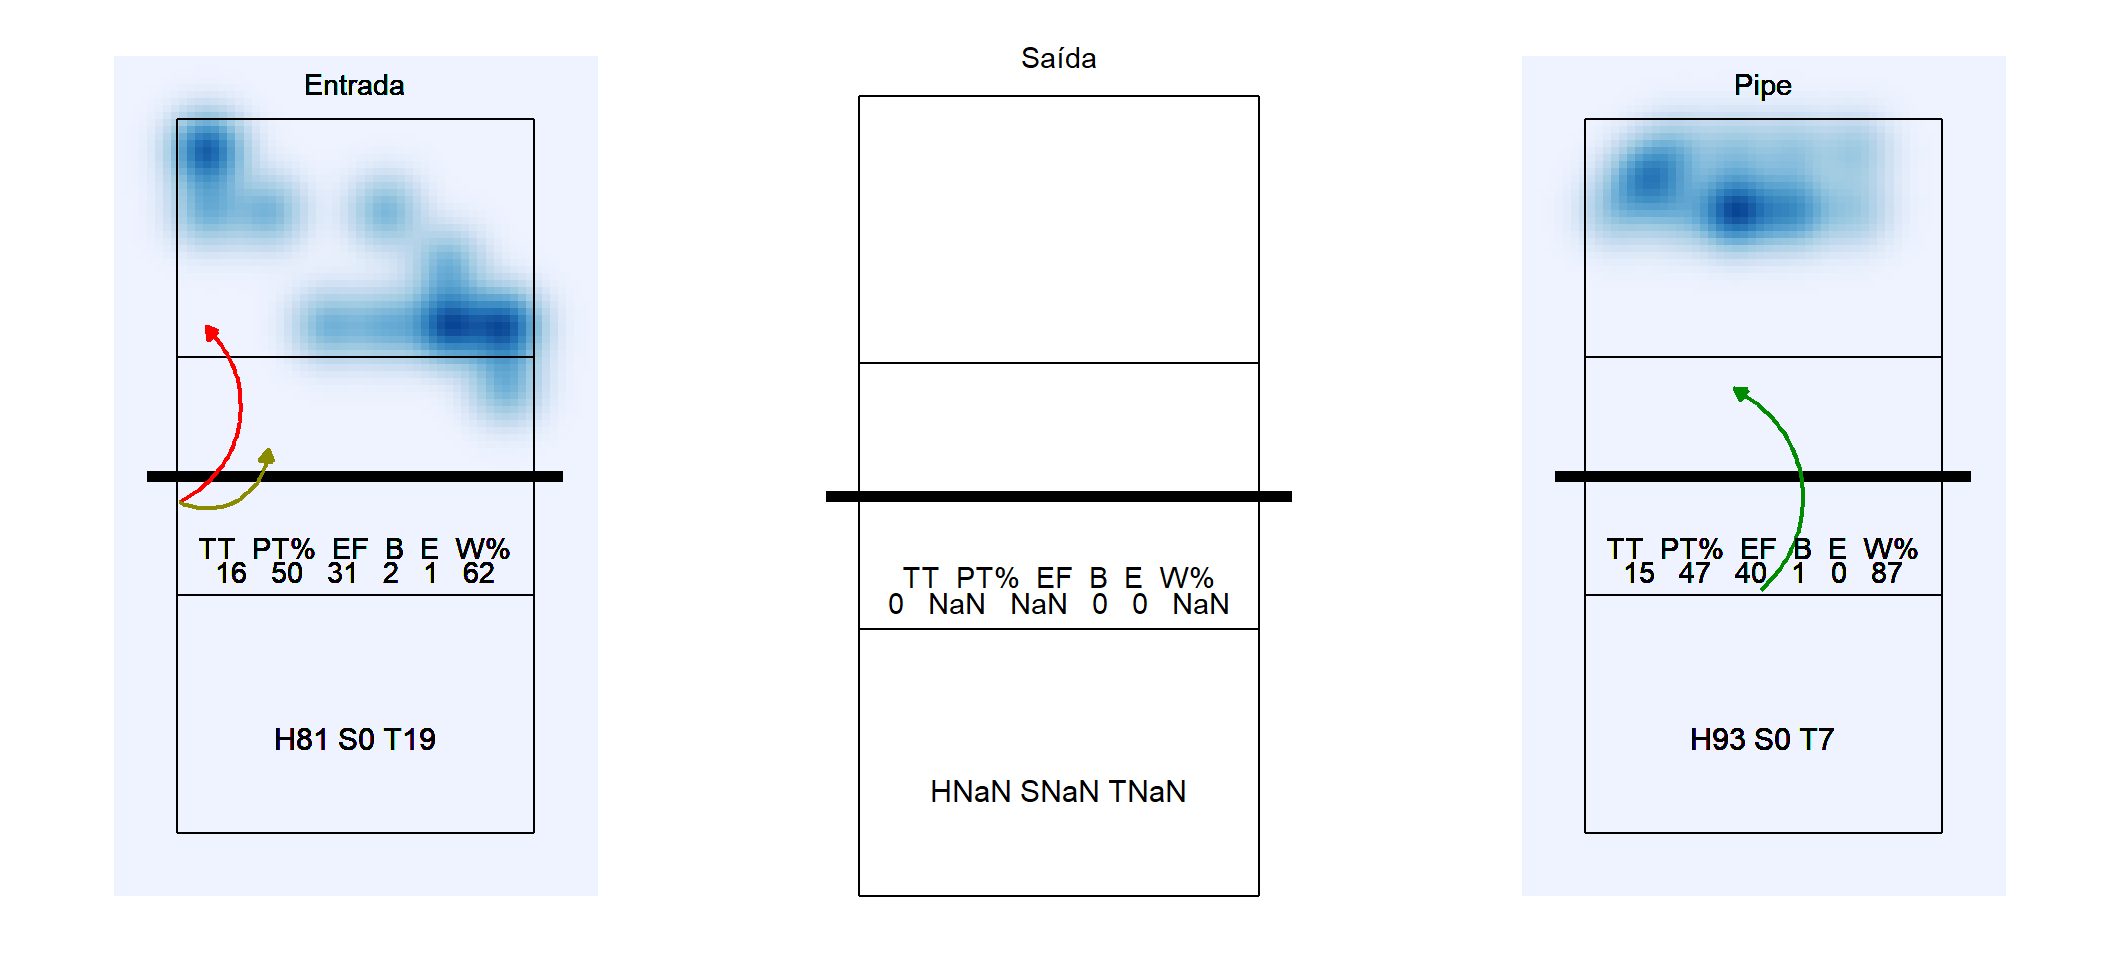 Entrada
TT PT% EF B E W%
16 50 31 2 1 62
H81 S0 T19
Saída
TT PT% EF B E W%
0 NaN NaN 0 0 NaN
HNaN SNaN TNaN
Pipe
TT PT% EF B E W%
15 47 40 1 0 87
H93 S0 T7